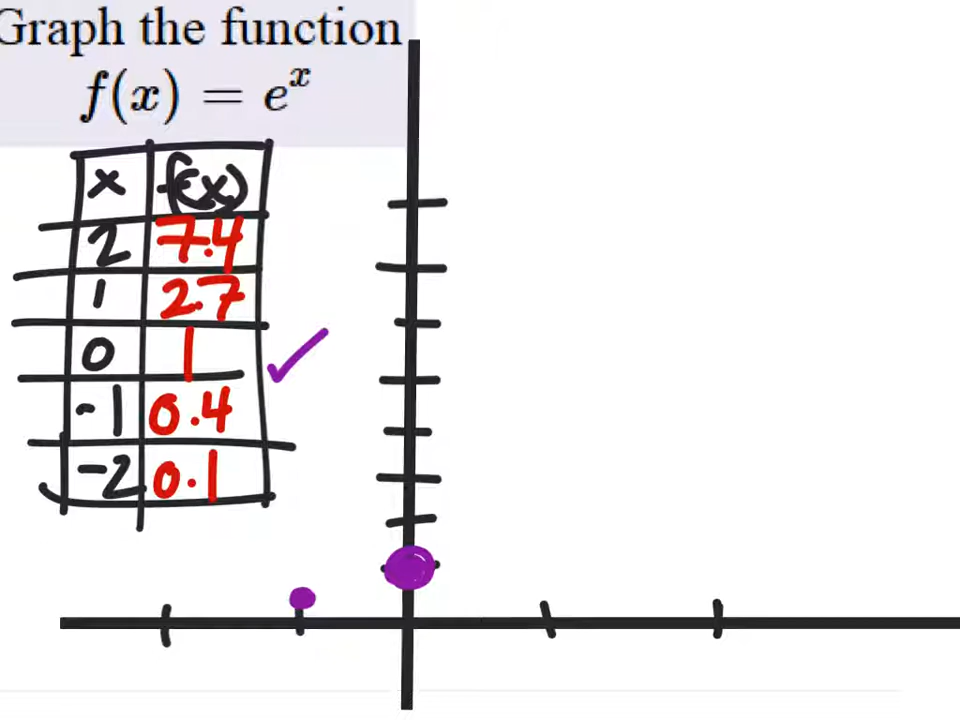 Graph the function
f(x) = e^x
x f(x)
2 7.4
1 2.7
0 1
-1 0.4
-2 0.1